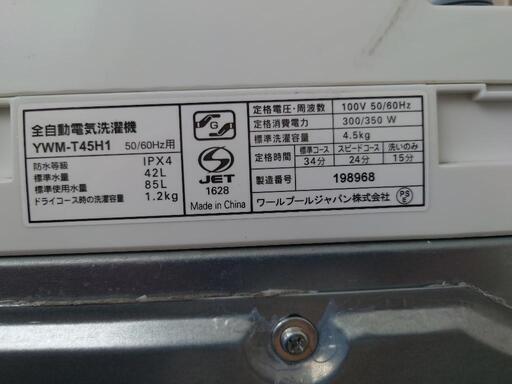 全自動電気洗濯機
YWM-T45H1 50/60Hz用
防水等級 IPX4
標準水量 42L
標準使用水量 85L
ドライコース時の洗濯容量 1.2kg
G
S
JET
1628
Made in China
定格電圧・周波数 100V 50/60Hz
定格消費電力 300/350 W
標準洗濯容量 4.5kg
定格時間 標準コース スピードコース 洗いのみ
34分 24分 15分
製造番号 198968
ワールプールジャパン株式会社
PS
E